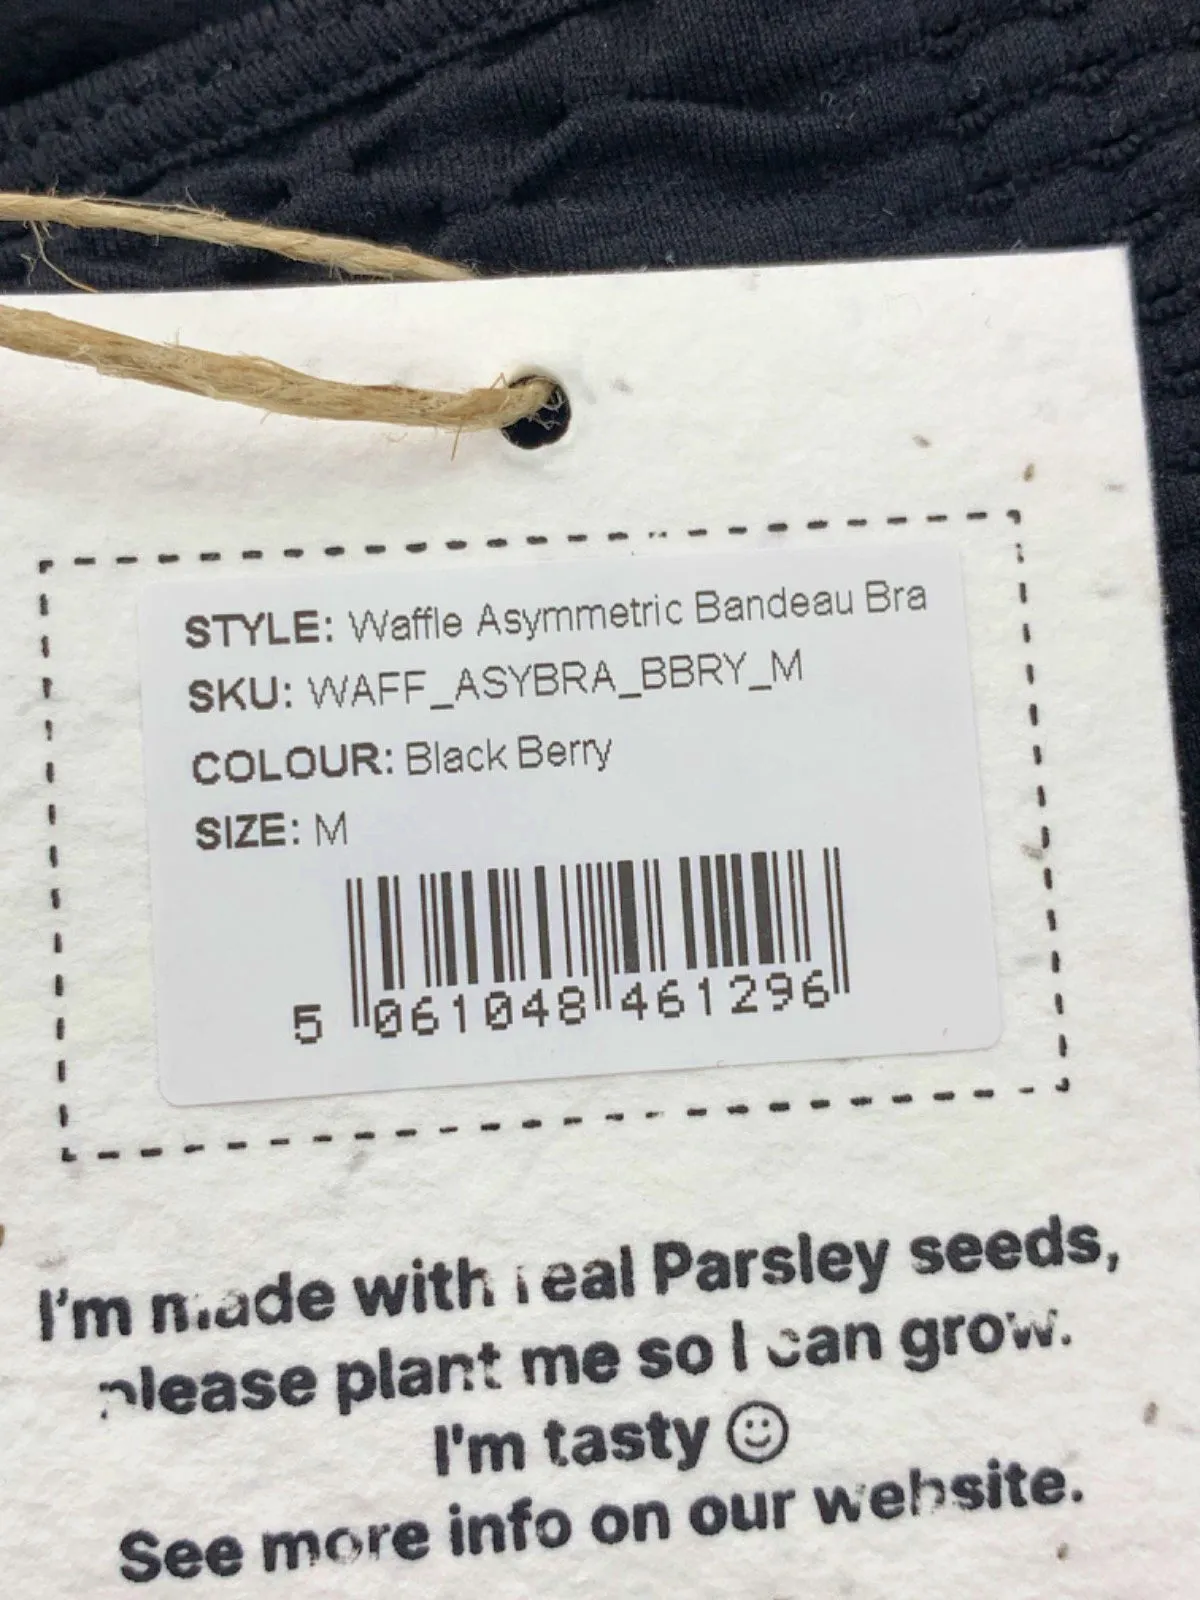 STYLE: Waffle Asymmetric Bandeau Bra
SKU: WAFF_ASYBRA_BBRY_M
COLOUR: Black Berry
SIZE: M
5 061048 461296
I'm made with real Parsley seeds,
please plant me so I can grow.
I'm tasty ☺
See more info on our website.